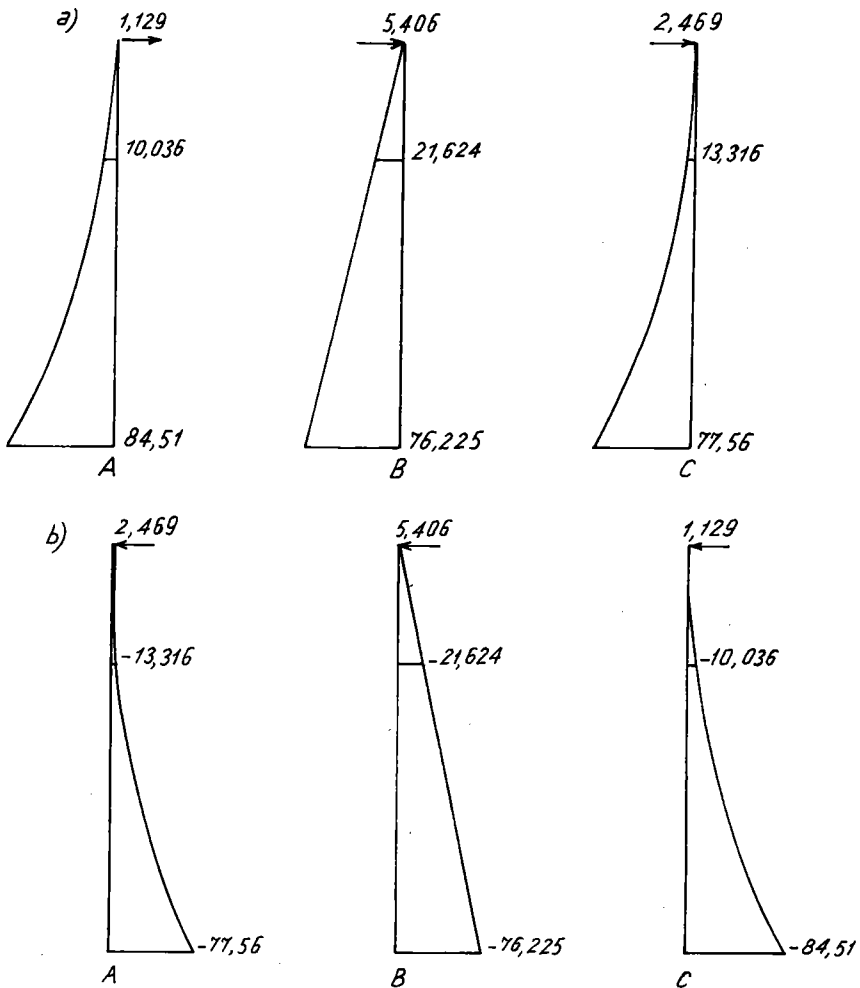 a)
1,129
5,406
2,469
10,036
21,624
13,316
84,51
76,225
77,56
A
B
C
b)
2,469
5,406
1,129
-13,316
-21,624
-10,036
-77,56
-76,225
-84,51
A
B
C